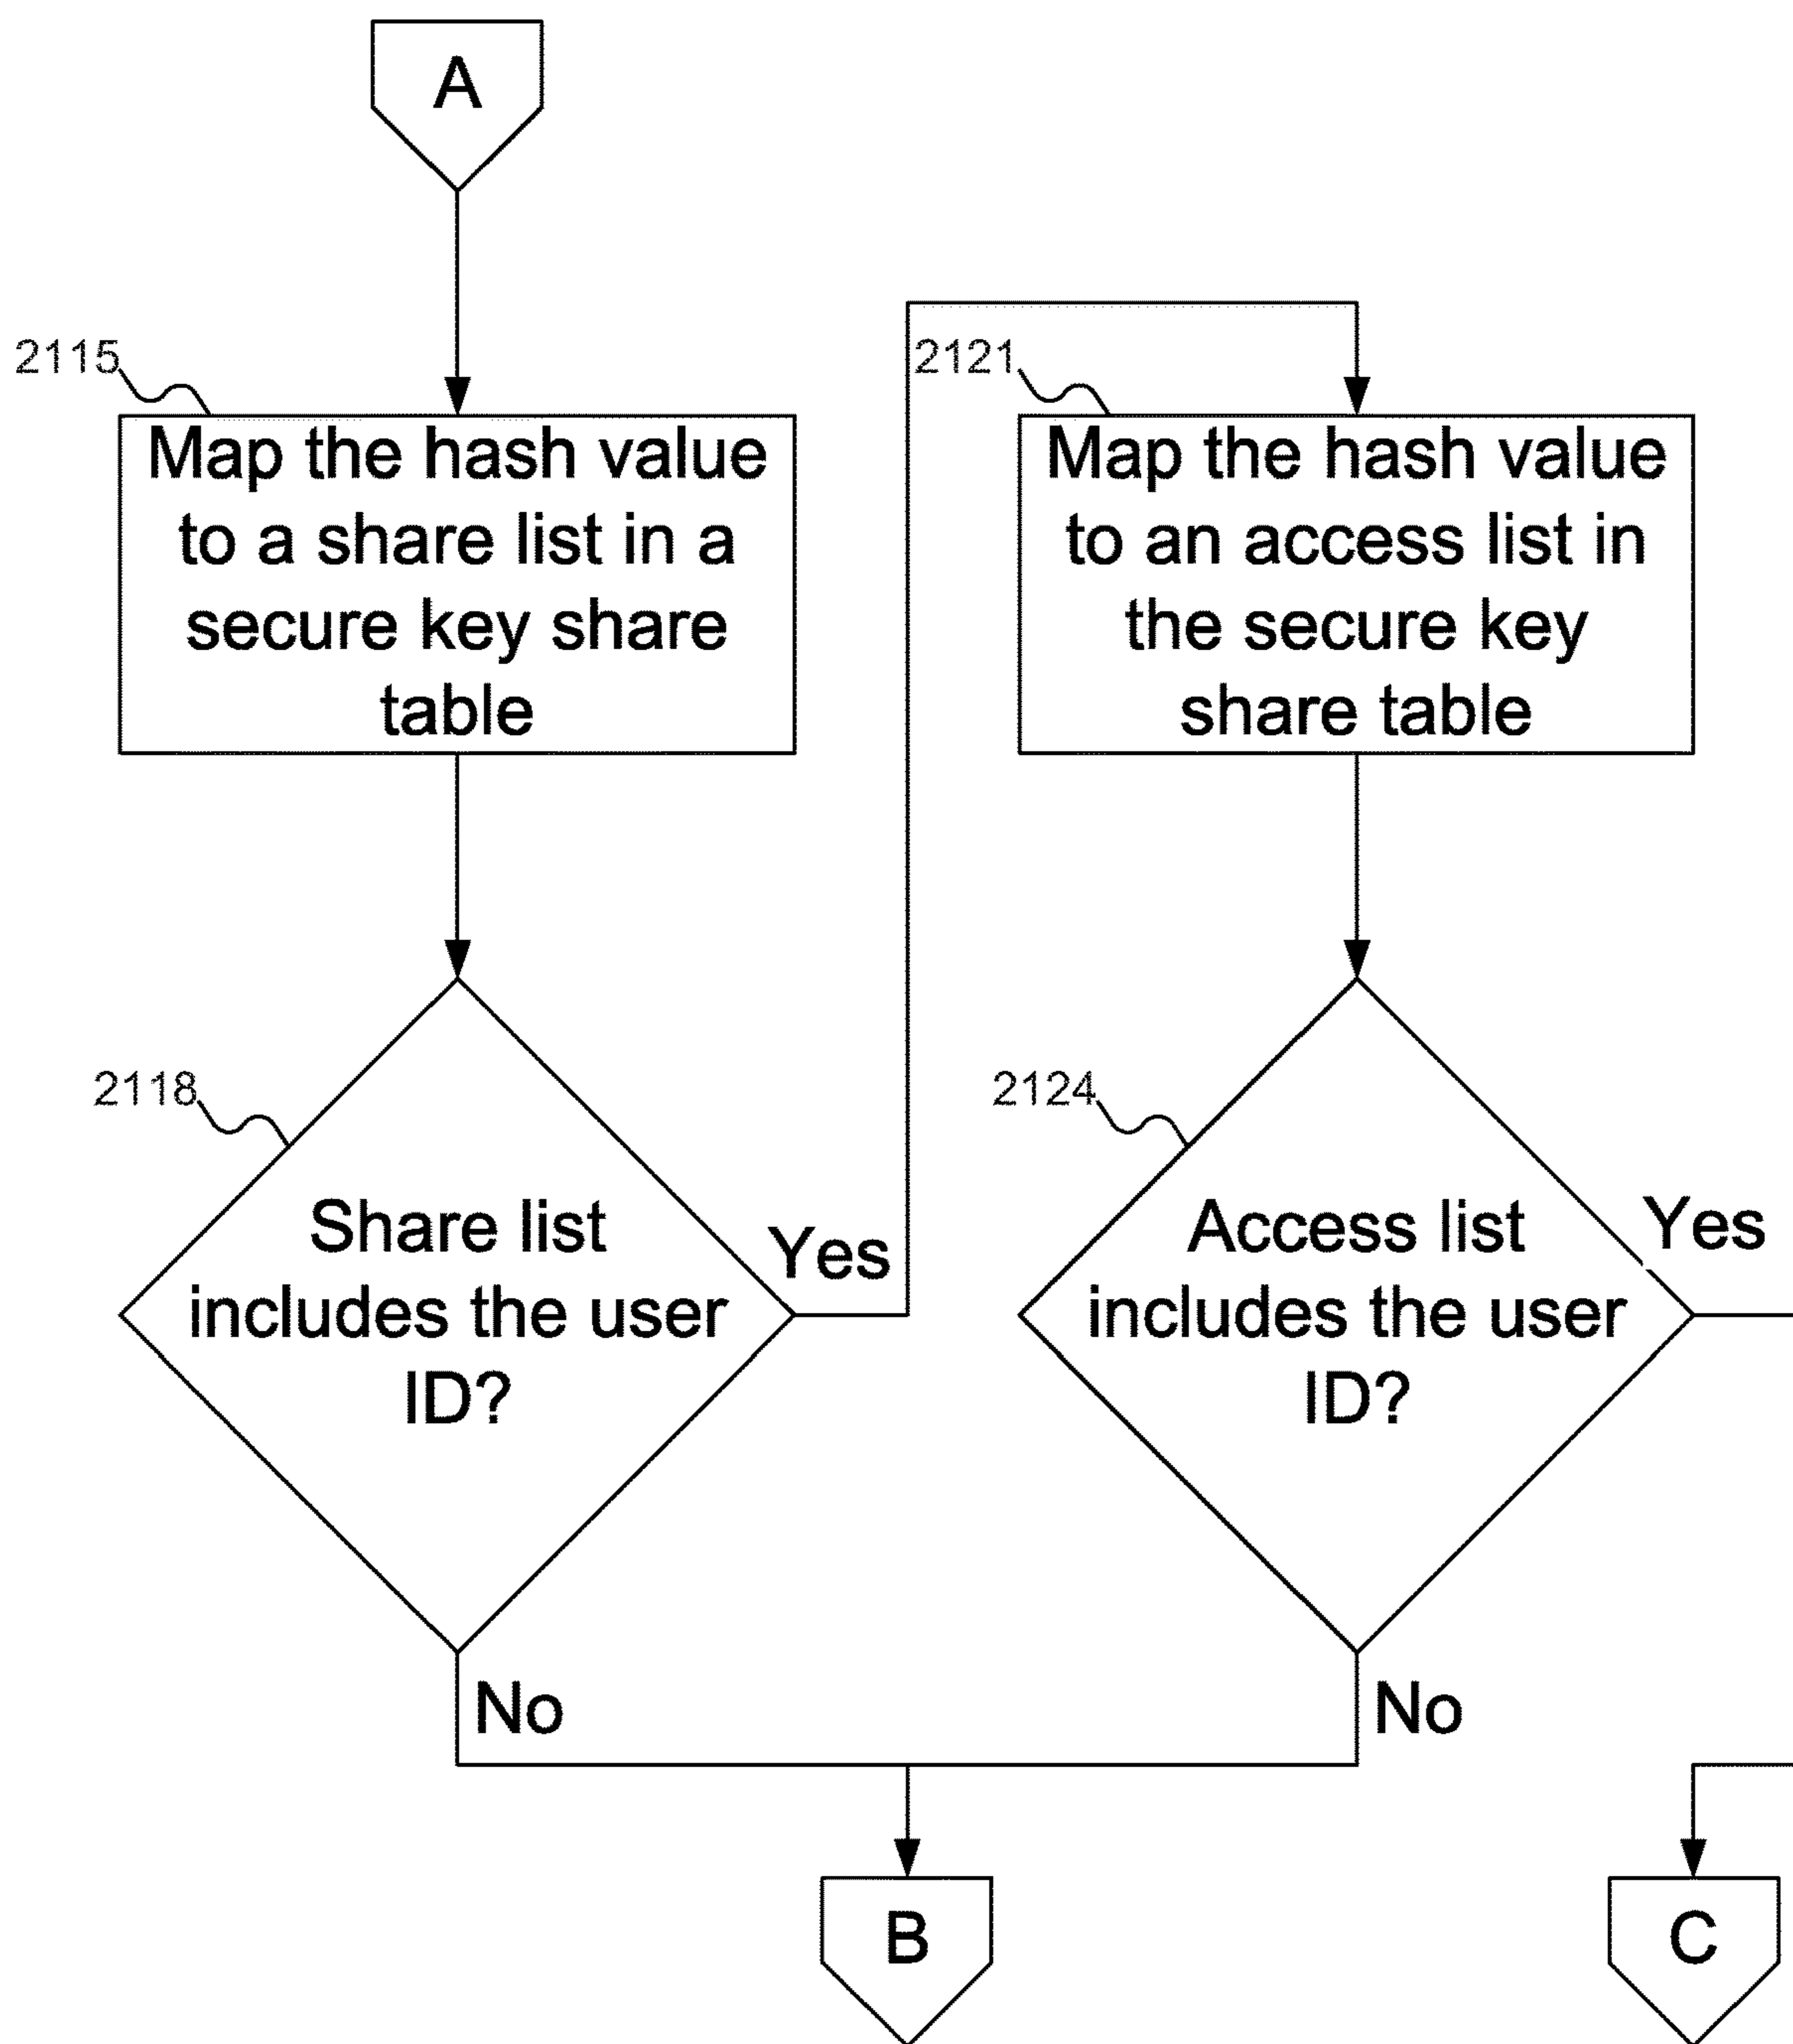 A
2115
Map the hash value
to a share list in a
secure key share
table
2118
Share list
includes the user
ID?
Yes
No
2121
Map the hash value
to an access list in
the secure key
share table
2124
Access list
includes the user
ID?
Yes
No
B
C